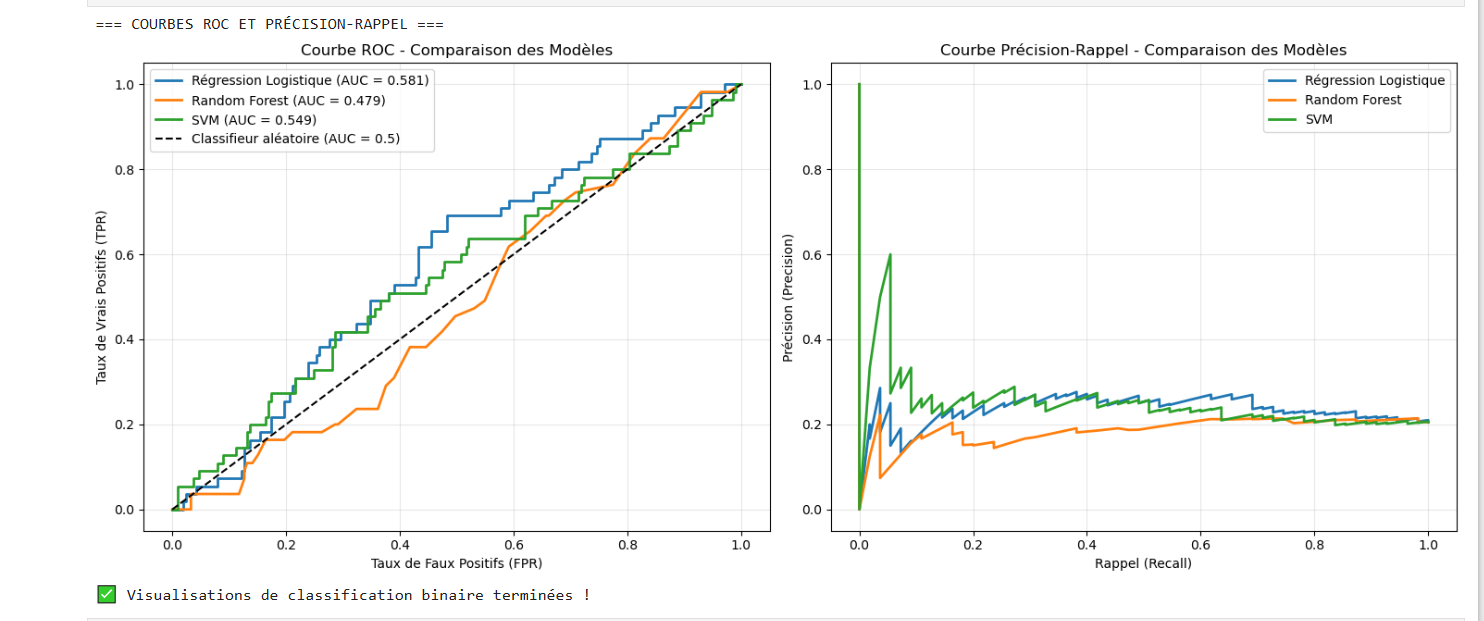 === COURBES ROC ET PRÉCISION-RAPPEL ===
Courbe ROC - Comparaison des Modèles
Régression Logistique (AUC = 0.581)
Random Forest (AUC = 0.479)
SVM (AUC = 0.549)
Classifieur aléatoire (AUC = 0.5)
1.0
0.8
0.6
0.4
0.2
0.0
Taux de Vrais Positifs (TPR)
0.0 0.2 0.4 0.6 0.8 1.0
Taux de Faux Positifs (FPR)
Courbe Précision-Rappel - Comparaison des Modèles
Régression Logistique
Random Forest
SVM
1.0
0.8
0.6
0.4
0.2
0.0
Précision (Precision)
0.0 0.2 0.4 0.6 0.8 1.0
Rappel (Recall)
✅ Visualisations de classification binaire terminées !